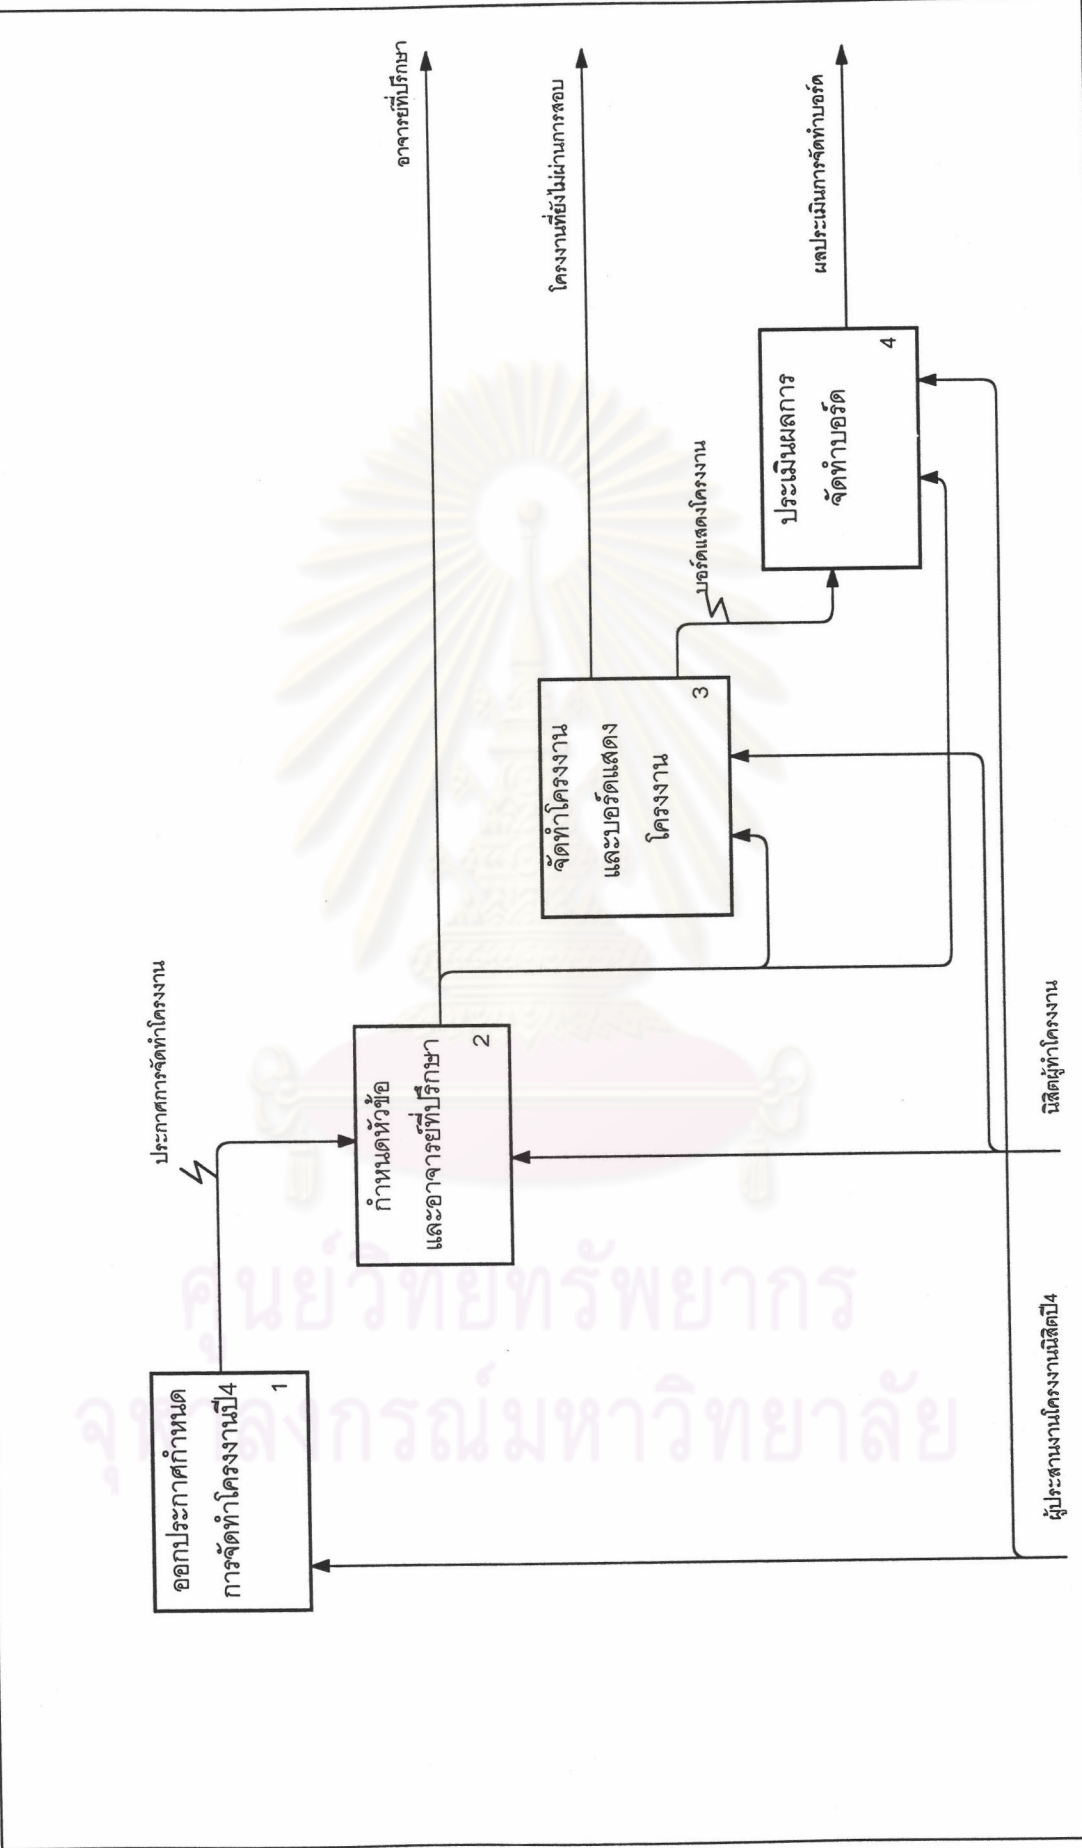 อาจารย์ที่ปรึกษา
ประกาศการจัดทำโครงงาน
โครงงานที่ยังไม่ผ่านการสอบ
ออกประกาศกำหนด
การจัดทำโครงงานปี4
1
กำหนดหัวข้อ
และอาจารย์ที่ปรึกษา
2
จัดทำโครงงาน
และบอร์ดแสดง
โครงงาน
3
บอร์ดแสดงโครงงาน
ผลประเมินการจัดทำบอร์ด
ประเมินผลการ
จัดทำบอร์ด
4
ผู้ประสานงานโครงงานนิสิตปี4
นิสิตผู้ทำโครงงาน
ศูนย์วิทยทรัพยากร
จุฬาลงกรณ์มหาวิทยาลัย